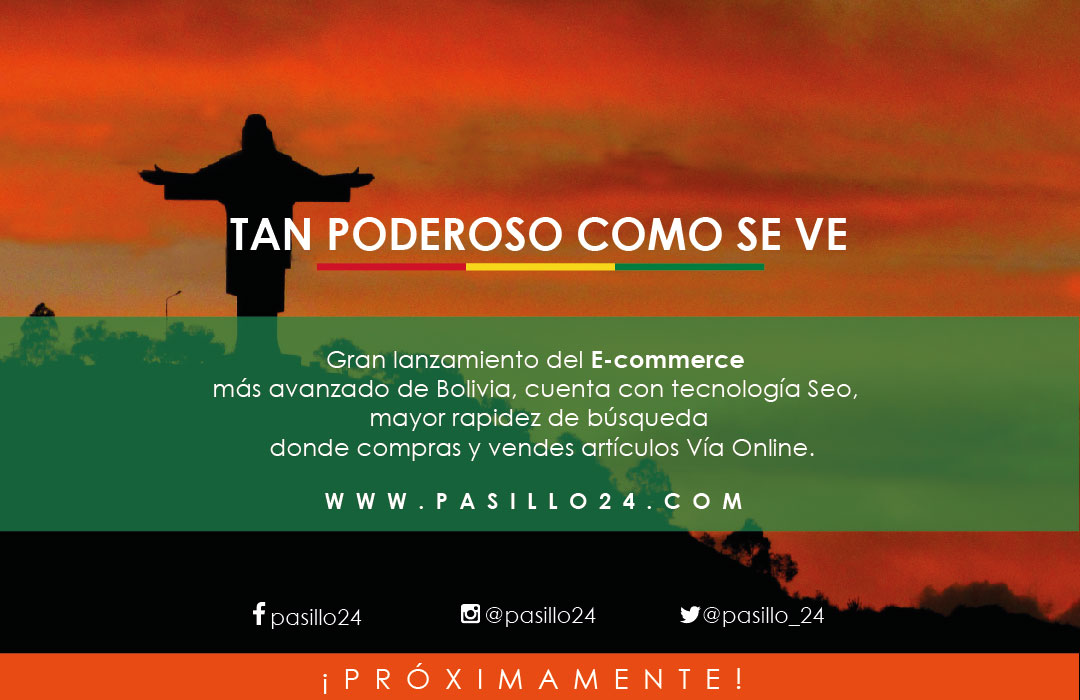 TAN PODEROSO COMO SE VE
Gran lanzamiento del E-commerce
más avanzado de Bolivia, cuenta con tecnología Seo,
mayor rapidez de búsqueda
donde compras y vendes artículos Vía Online.
WWW.PASILLO24.COM
pasillo24 @pasillo24 @pasillo_24
¡PRÓXIMAMENTE!